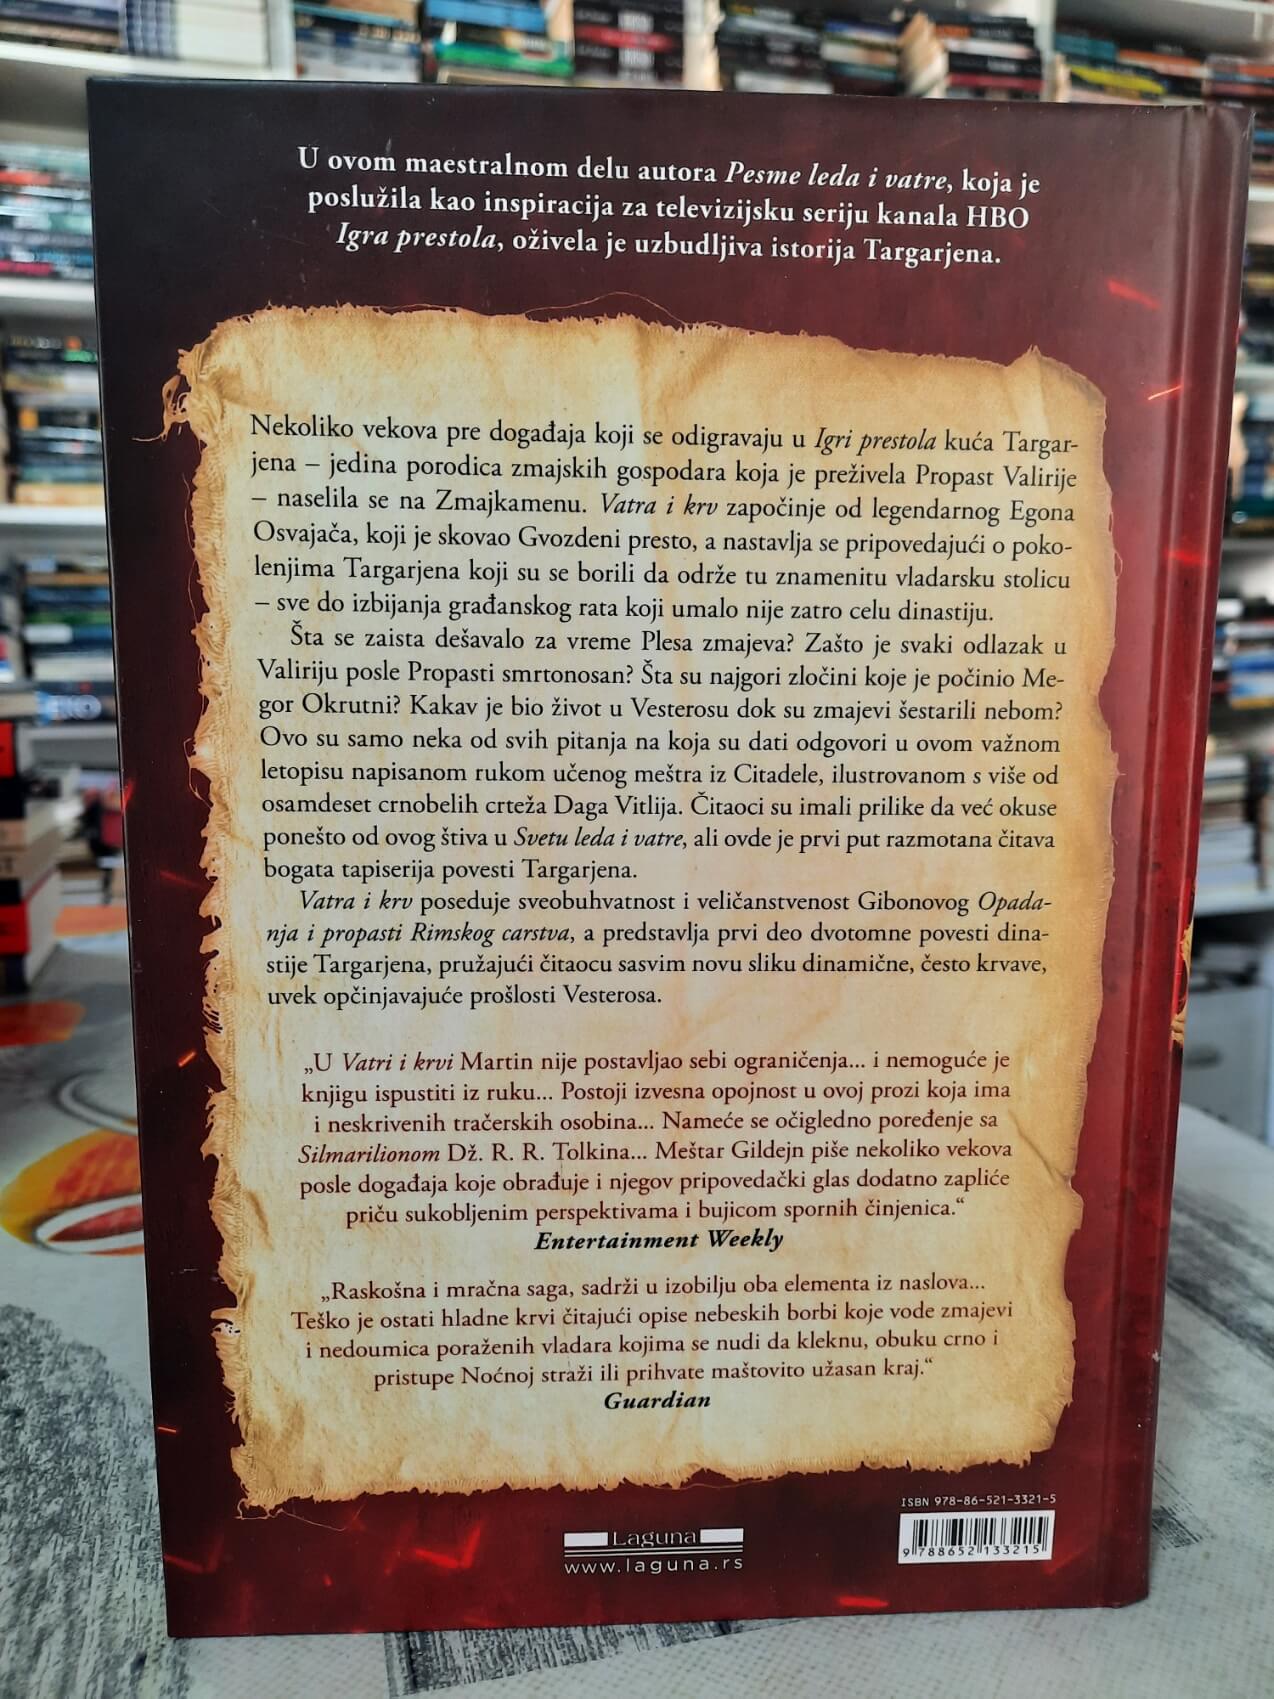 U ovom maestralnom delu autora Pesme leda i vatre, koja je
poslužila kao inspiracija za televizijsku seriju kanala HBO
Igra prestola, oživela je uzbudljiva istorija Targarjena.
Nekoliko vekova pre događaja koji se odigravaju u Igri prestola kuća Targar-
jena – jedina porodica zmajskih gospodara koja je preživela Propast Valirije
– naselila se na Zmajkamenu. Vatra i krv započinje od legendarnog Egona
Osvajača, koji je skovao Gvozdeni presto, a nastavlja se pripovedajući o poko-
lenjima Targarjena koji su se borili da održe tu znamenitu vladarsku stolicu
– sve do izbijanja građanskog rata koji umalo nije zatro celu dinastiju.
Šta se zaista dešavalo za vreme Plesa zmajeva? Zašto je svaki odlazak u
Valiriju posle Propasti smrtonosan? Šta su najgori zločini koje je počinio Me-
gor Okrutni? Kakav je bio život u Vesterosu dok su zmajevi šestarili nebom?
Ovo su samo neka od svih pitanja na koja su dati odgovori u ovom važnom
letopisu napisanom rukom učenog meštra iz Citadele, ilustrovanom s više od
osamdeset crnobelih crteža Daga Vitlija. Čitaoci su imali prilike da već okuse
ponešto od ovog štiva u Svetu leda i vatre, ali ovde je prvi put razmotana čitava
bogata tapiserija povesti Targarjena.
Vatra i krv poseduje sveobuhvatnost i veličanstvenost Gibonovog Opada-
nja i propasti Rimskog carstva, a predstavlja prvi deo dvotomne povesti dina-
stije Targarjena, pružajući čitaocu sasvim novu sliku dinamične, često krvave,
uvek opčinjavajuće prošlosti Vesterosa.
„U Vatri i krvi Martin nije postavljao sebi ograničenja... i nemoguće je
knjigu ispustiti iz ruku... Postoji izvesna opojnost u ovoj prozi koja ima
i neskrivenih tračerskih osobina... Nameće se očigledno poređenje sa
Silmarilionom Dž. R. R. Tolkina... Meštar Gildejn piše nekoliko vekova
posle događaja koje obrađuje i njegov pripovedački glas dodatno zapliće
priču sukobljenim perspektivama i bujicom spornih činjenica.“
Entertainment Weekly
„Raskošna i mračna saga, sadrži u izobilju oba elementa iz naslova...
Teško je ostati hladne krvi čitajući opise nebeskih borbi koje vode zmajevi
i nedoumica poraženih vladara kojima se nudi da kleknu, obuku crno i
pristupe Noćnoj straži ili prihvate maštovito užasan kraj.“
Guardian
ISBN 978-86-521-3321-5
9 788652 133215
Laguna
www.laguna.rs